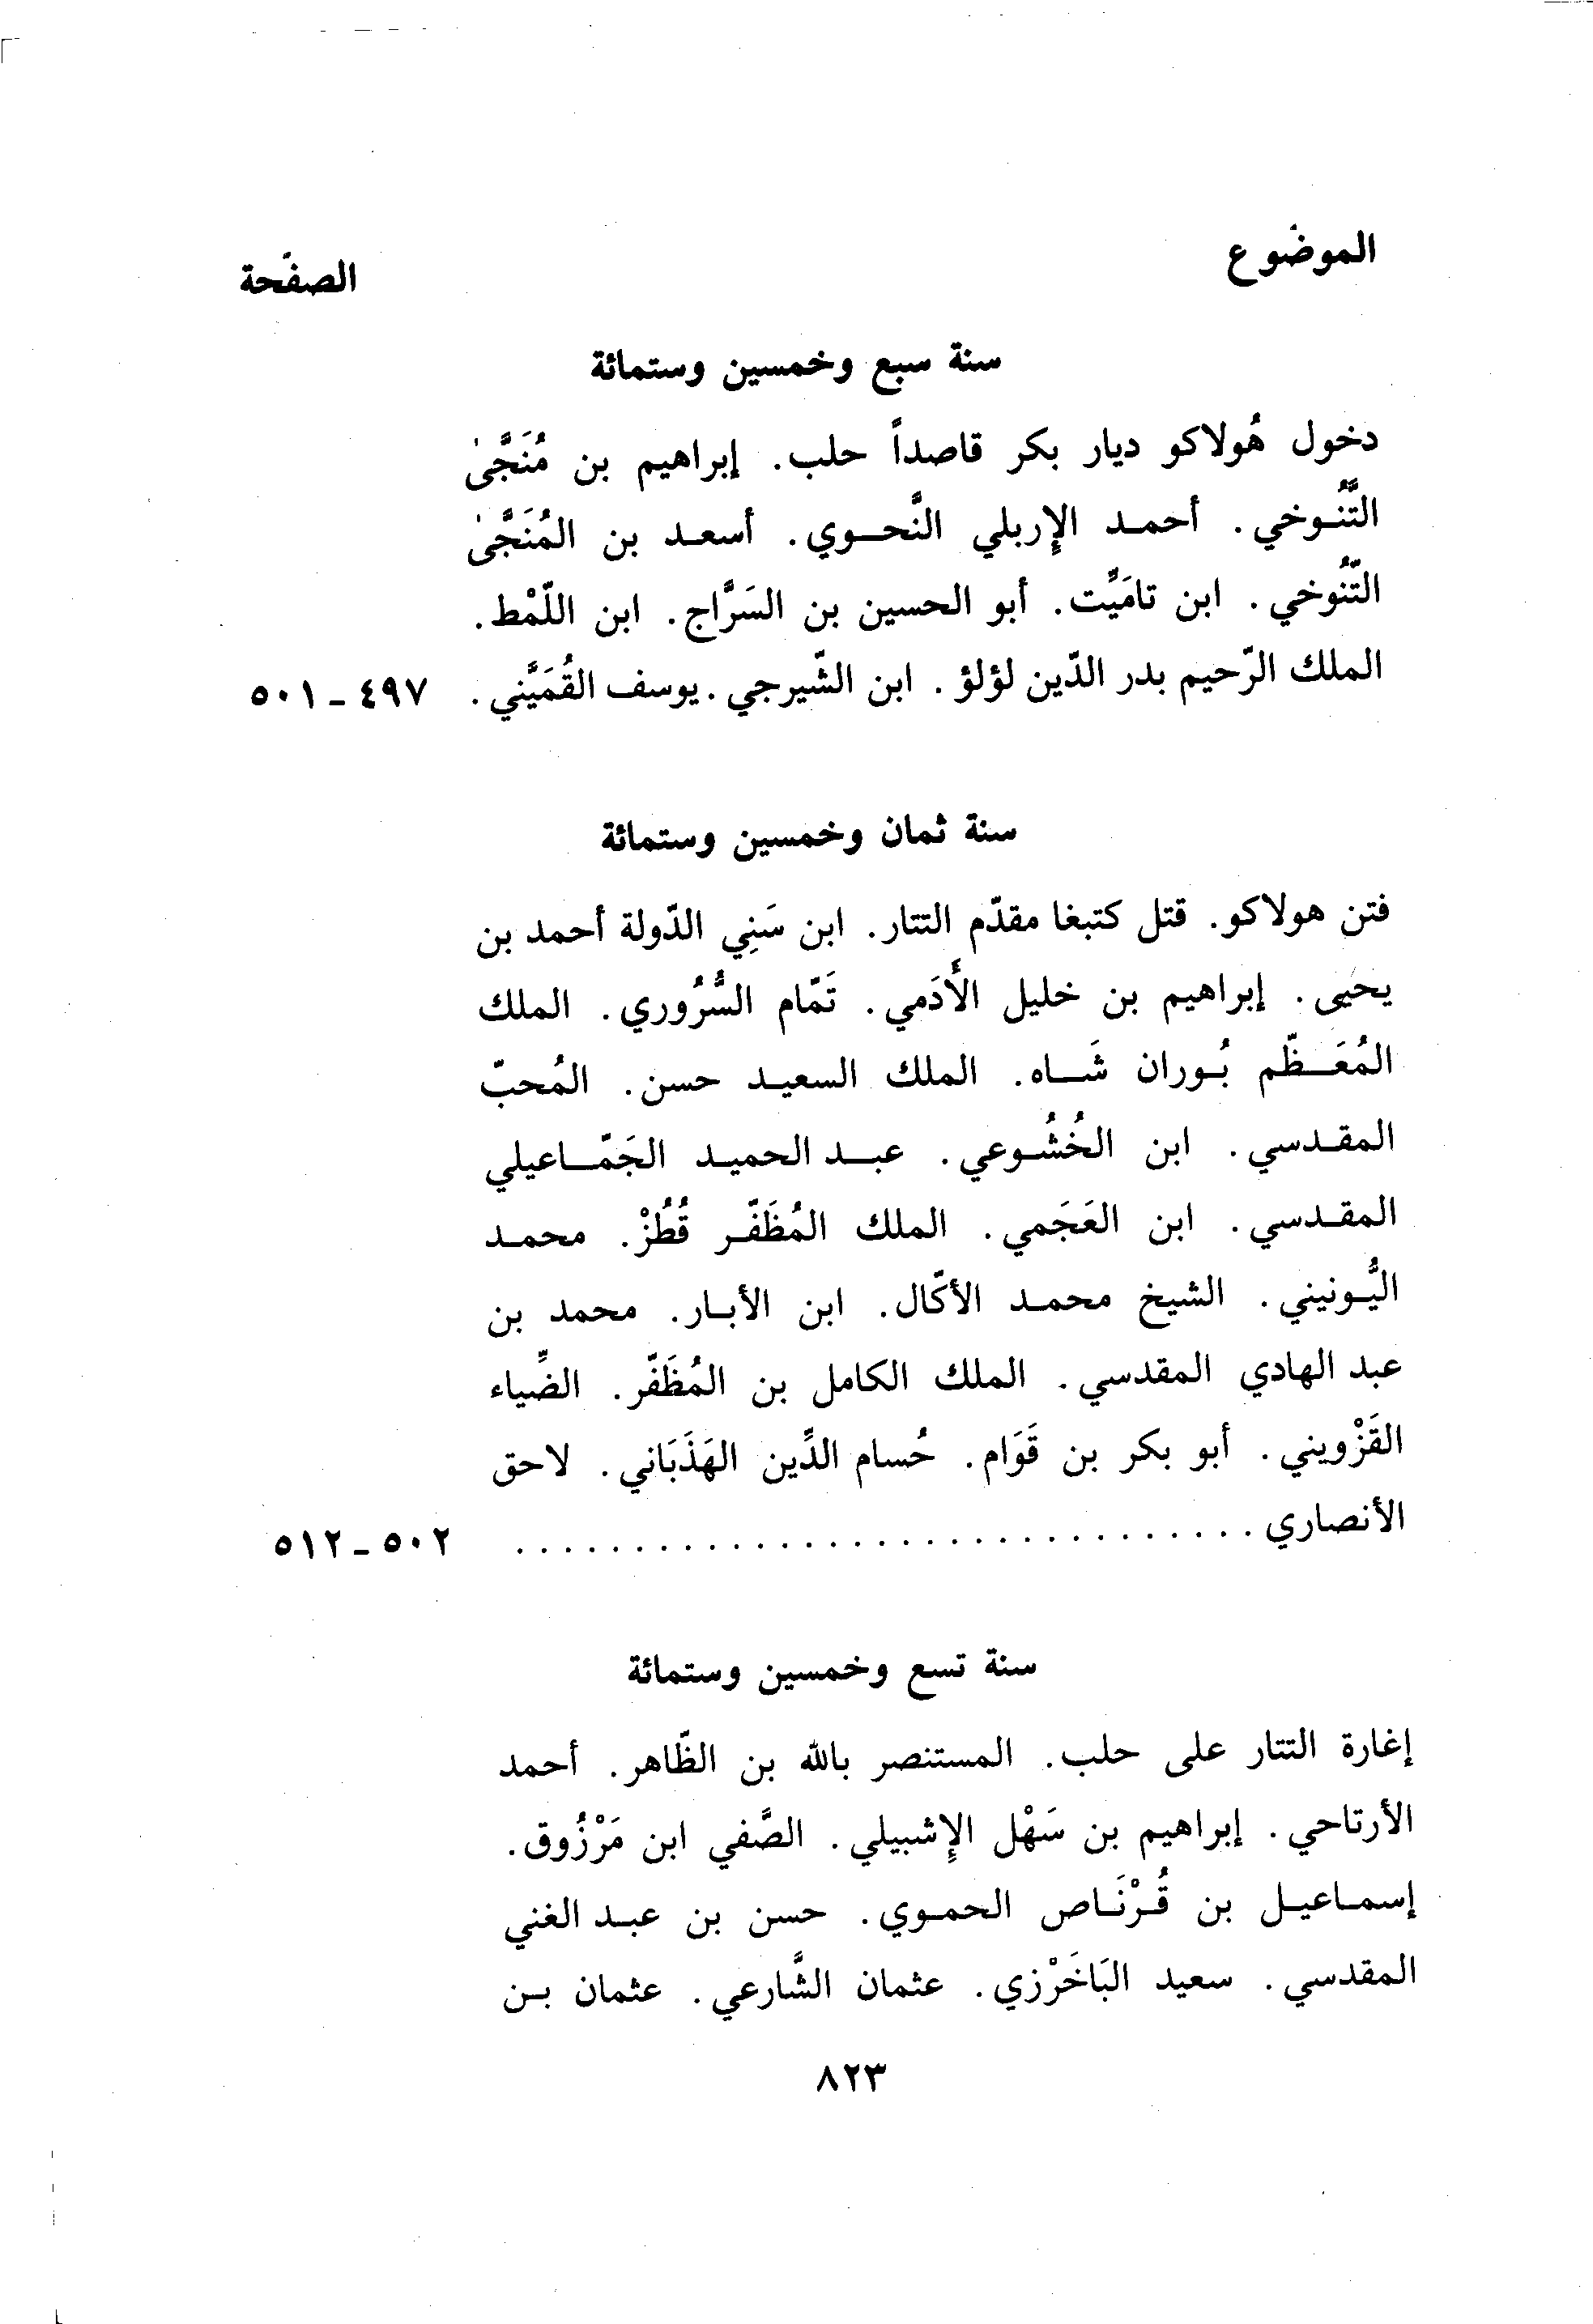 الموضوع
الصفحة
سنة سبع وخمسين وستمائة
دخول هُولاكو ديار بكر قاصداً حلب. إبراهيم بن مُنَجَّىٰ
التَّنُوخي. أحمد الإربلي النَّحوي. أسعد بن المُنَجَّىٰ
التَّنُوخي. ابن تامَيِّت. أبو الحسين بن السَرَّاج. ابن اللّمْط.
الملك الرّحيم بدر الدّين لؤلؤ. ابن الشّيرجي. يوسف القُمَيَّني. ٤٩٧ - ٥٠١
سنة ثمان وخمسين وستمائة
فتن هولاكو. قتل كتبغا مقدّم التتار. ابن سَنِي الدّولة أحمد بن
يحيى. إبراهيم بن خليل الأَدَمي. تَمّام السُّرُوري. الملك
المُعَظّم بُوران شَاه. الملك السعيد حسن. المُحبّ
المقدسي. ابن الخُشُوعي. عبد الحميد الجَمّاعيلي
المقدسي. ابن العَجَمي. الملك المُظَفّر قُطُزْ. محمد
اليُّونيني. الشيخ محمد الأكّال. ابن الأبار. محمد بن
عبد الهادي المقدسي. الملك الكامل بن المُظَفّر. الضِّياء
القَزْويني. أبو بكر بن قَوَام. حُسام الدِّين الهَذَبَاني. لاحق
الأنصاري ............................... ٥٠٢ - ٥١٢
سنة تسع وخمسين وستمائة
إغارة التتار على حلب. المستنصر بالله بن الظّاهر. أحمد
الأرتاحي. إبراهيم بن سَهْل الإشبيلي. الصَّفي ابن مَرْزُوق.
إسماعيل بن قُرْنَاص الحموي. حسن بن عبد الغني
المقدسي. سعيد البَاخَرْزي. عثمان الشَّارعي. عثمان بن
٨٢٣